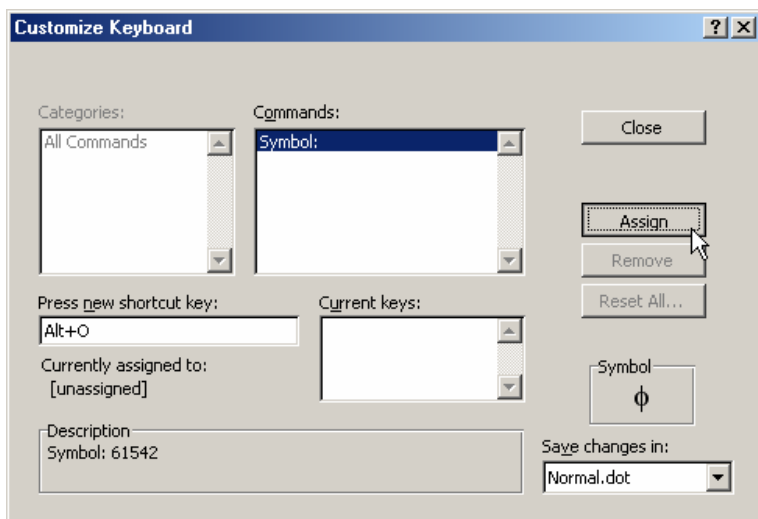 Customize Keyboard
Categories:
All Commands
Commands:
Symbol:
Close
Assign
Remove
Reset All...
Press new shortcut key:
Alt+O
Current keys:
Currently assigned to:
[unassigned]
Symbol
ϕ
Description
Symbol: 61542
Save changes in:
Normal.dot